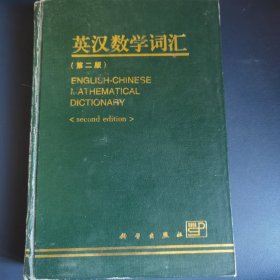 英汉数学词汇
(第二版)
ENGLISH-CHINESE
MATHEMATICAL
DICTIONARY
<second edition>
科学出版社